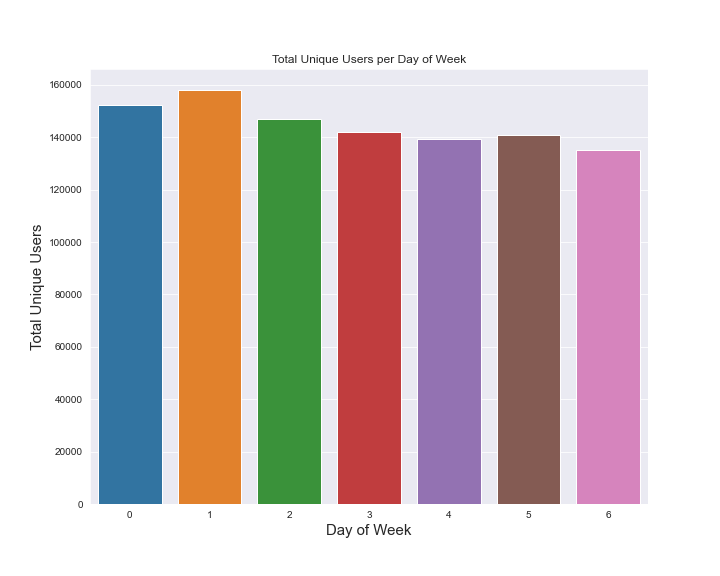 Total Unique Users per Day of Week
160000
140000
120000
100000
80000
60000
40000
20000
0
Total Unique Users
0 1 2 3 4 5 6
Day of Week